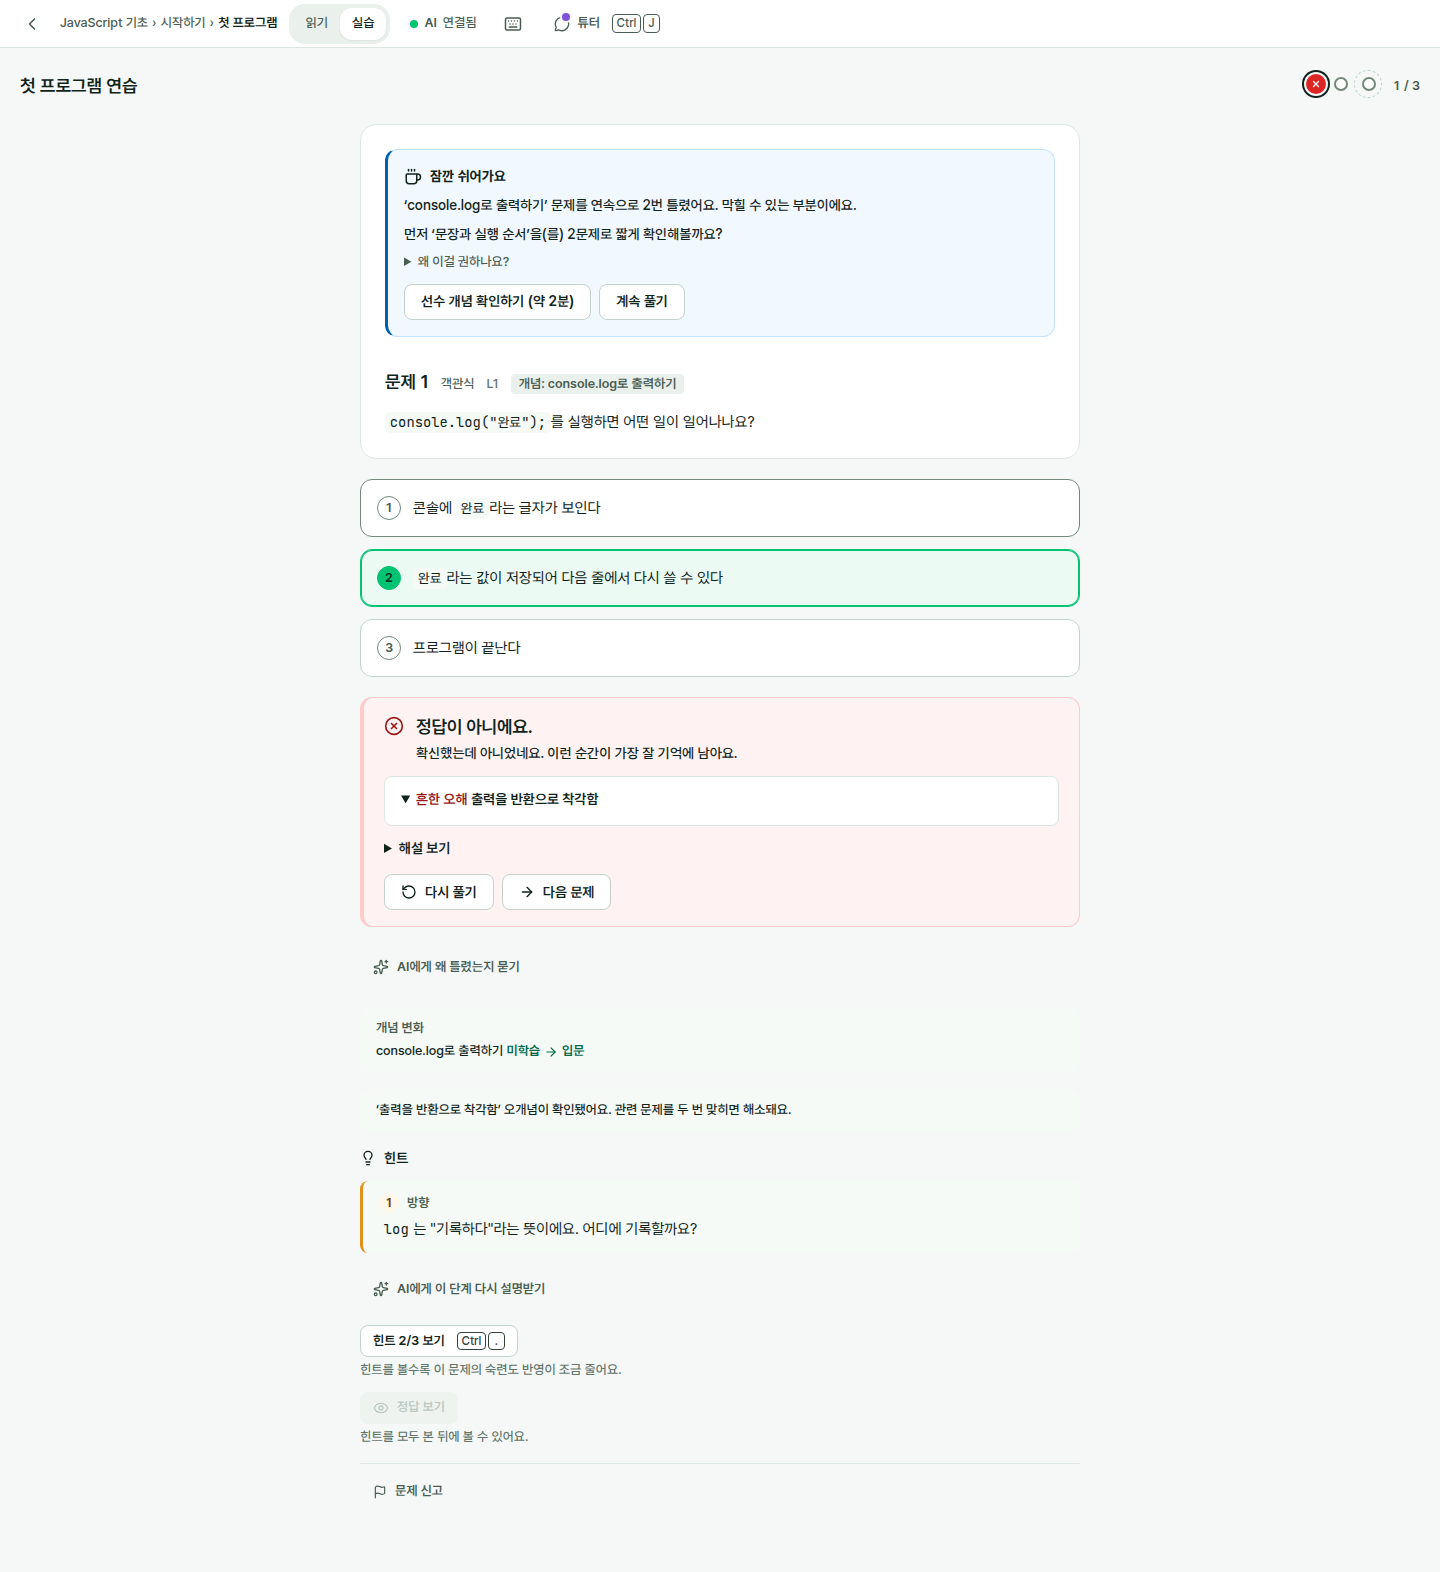 JavaScript 기초 › 시작하기 › 첫 프로그램 읽기 실습 AI 연결됨 튜터 Ctrl J
첫 프로그램 연습
1 / 3
잠깐 쉬어가요
‘console.log로 출력하기’ 문제를 연속으로 2번 틀렸어요. 막힐 수 있는 부분이에요.
먼저 ‘문장과 실행 순서’을(를) 2문제로 짧게 확인해볼까요?
왜 이걸 권하나요?
선수 개념 확인하기 (약 2분) 계속 풀기
문제 1 객관식 L1 개념: console.log로 출력하기
console.log("완료"); 를 실행하면 어떤 일이 일어나나요?
1 콘솔에 완료 라는 글자가 보인다
2 완료 라는 값이 저장되어 다음 줄에서 다시 쓸 수 있다
3 프로그램이 끝난다
정답이 아니에요.
확신했는데 아니었네요. 이런 순간이 가장 잘 기억에 남아요.
흔한 오해 출력을 반환으로 착각함
해설 보기
다시 풀기 다음 문제
AI에게 왜 틀렸는지 묻기
개념 변화
console.log로 출력하기 미학습 → 입문
‘출력을 반환으로 착각함’ 오개념이 확인됐어요. 관련 문제를 두 번 맞히면 해소돼요.
힌트
1 방향
log 는 "기록하다"라는 뜻이에요. 어디에 기록할까요?
AI에게 이 단계 다시 설명받기
힌트 2/3 보기 Ctrl .
힌트를 볼수록 이 문제의 숙련도 반영이 조금 줄어요.
정답 보기
힌트를 모두 본 뒤에 볼 수 있어요.
문제 신고